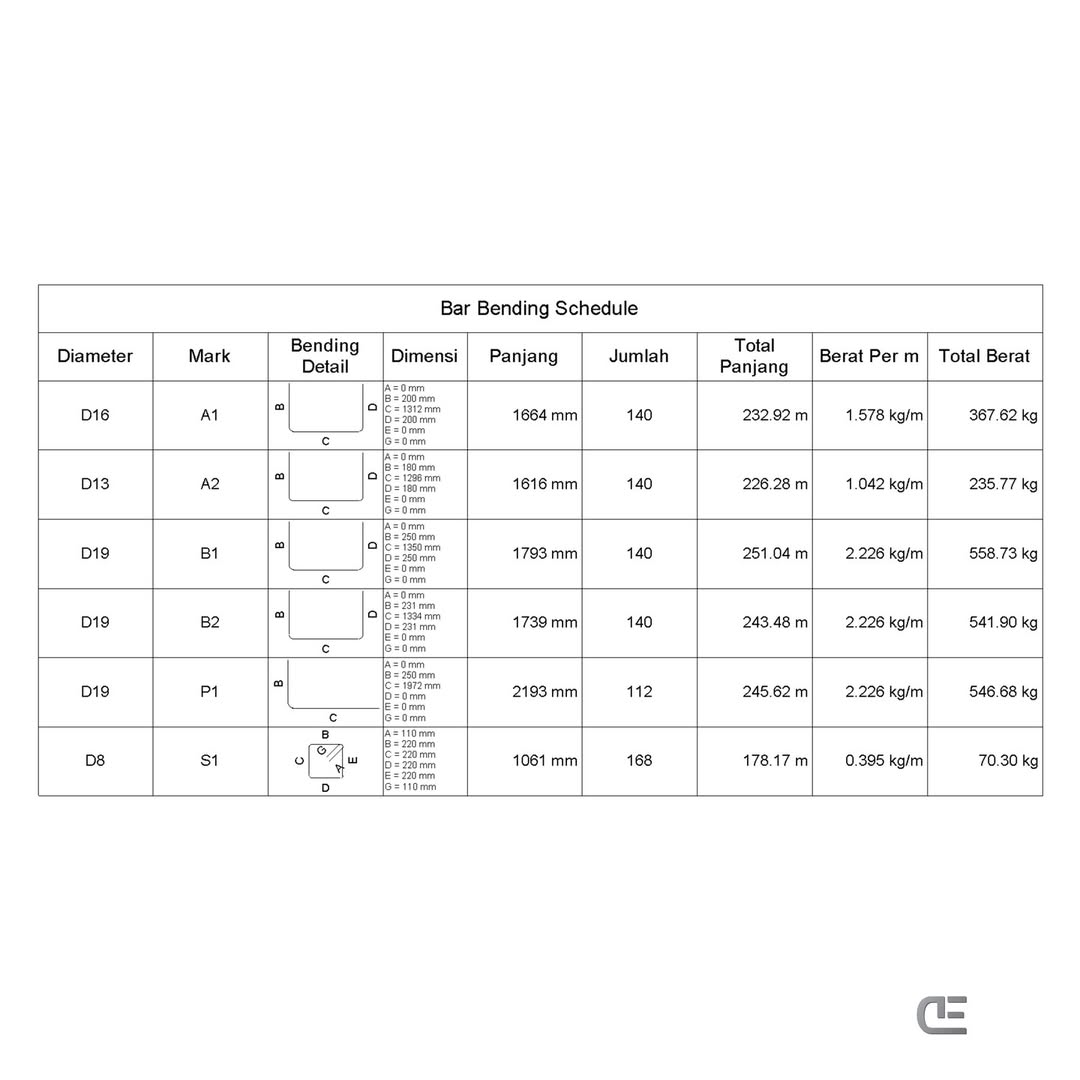 Bar Bending Schedule
Diameter Mark Bending Detail Dimensi Panjang Jumlah Total Panjang Berat Per m Total Berat
D16 A1 B D C
A = 0 mm
B = 200 mm
C = 1312 mm
D = 200 mm
E = 0 mm
G = 0 mm
1664 mm 140 232.92 m 1.578 kg/m 367.62 kg
D13 A2 B D C
A = 0 mm
B = 180 mm
C = 1296 mm
D = 180 mm
E = 0 mm
G = 0 mm
1616 mm 140 226.28 m 1.042 kg/m 235.77 kg
D19 B1 B D C
A = 0 mm
B = 250 mm
C = 1350 mm
D = 250 mm
E = 0 mm
G = 0 mm
1793 mm 140 251.04 m 2.226 kg/m 558.73 kg
D19 B2 B D C
A = 0 mm
B = 231 mm
C = 1334 mm
D = 231 mm
E = 0 mm
G = 0 mm
1739 mm 140 243.48 m 2.226 kg/m 541.90 kg
D19 P1 B C
A = 0 mm
B = 250 mm
C = 1972 mm
D = 0 mm
E = 0 mm
G = 0 mm
2193 mm 112 245.62 m 2.226 kg/m 546.68 kg
D8 S1 B C G A E D
A = 110 mm
B = 220 mm
C = 220 mm
D = 220 mm
E = 220 mm
G = 110 mm
1061 mm 168 178.17 m 0.395 kg/m 70.30 kg